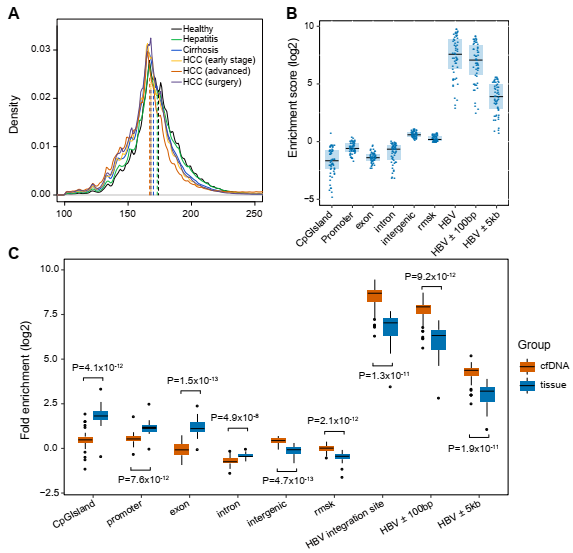 A
Healthy
Hepatitis
Cirrhosis
HCC (early stage)
HCC (advanced)
HCC (surgery)
Density
0.03
0.02
0.01
0.00
100
150
200
250
B
Enrichment score (log2)
10
5
0
−5
CpGIsland
Promoter
exon
intron
intergenic
rmsk
HBV
HBV ± 100bp
HBV ± 5kb
C
Fold enrichment (log2)
10.0
7.5
5.0
2.5
0.0
−2.5
P=4.1x10-12
P=7.6x10-12
P=1.5x10-13
P=4.9x10-8
P=4.7x10-13
P=2.1x10-12
P=1.3x10-11
P=9.2x10-12
P=1.9x10-11
CpGIsland
promoter
exon
intron
intergenic
rmsk
HBV integration site
HBV ± 100bp
HBV ± 5kb
Group
cfDNA
tissue